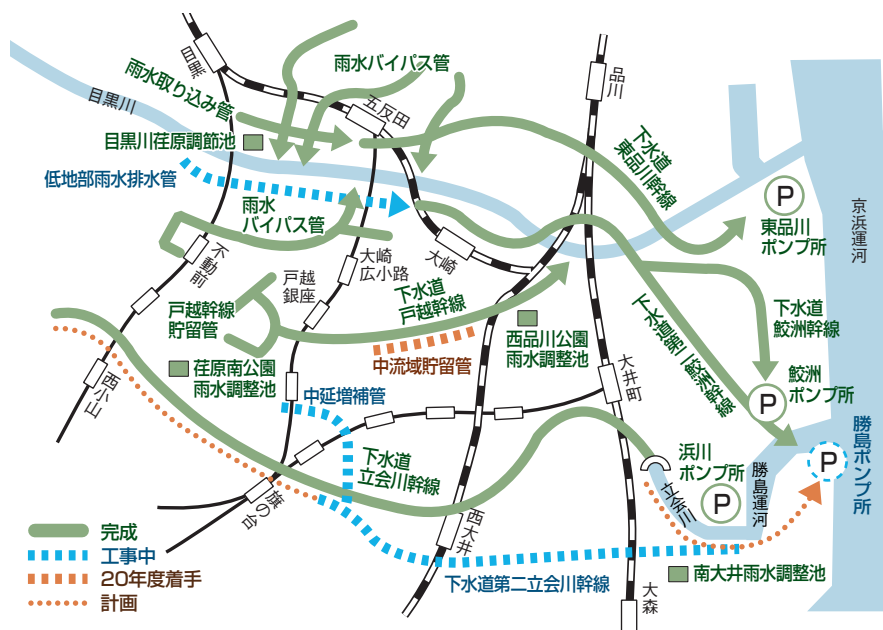 目黒
雨水バイパス管
雨水取り込み管
目黒川
五反田
品川
目黒川荏原調節池
下水道
東品川幹線
低地部雨水排水管
P
東品川
ポンプ所
京浜運河
雨水
バイパス管
不動前
大崎
広小路
大崎
戸越
銀座
下水道
戸越幹線
戸越幹線
貯留管
西品川公園
雨水調整池
下水道第二鮫洲幹線
下水道
鮫洲幹線
中流域貯留管
荏原南公園
雨水調整池
西小山
大井町
鮫洲
ポンプ所
P
中延増補管
勝島ポンプ所
P
下水道
立会川幹線
浜川
ポンプ所
P
勝島運河
立会川
旗の台
西大井
完成
工事中
20年度着手
計画
下水道第二立会川幹線
南大井雨水調整池
大森